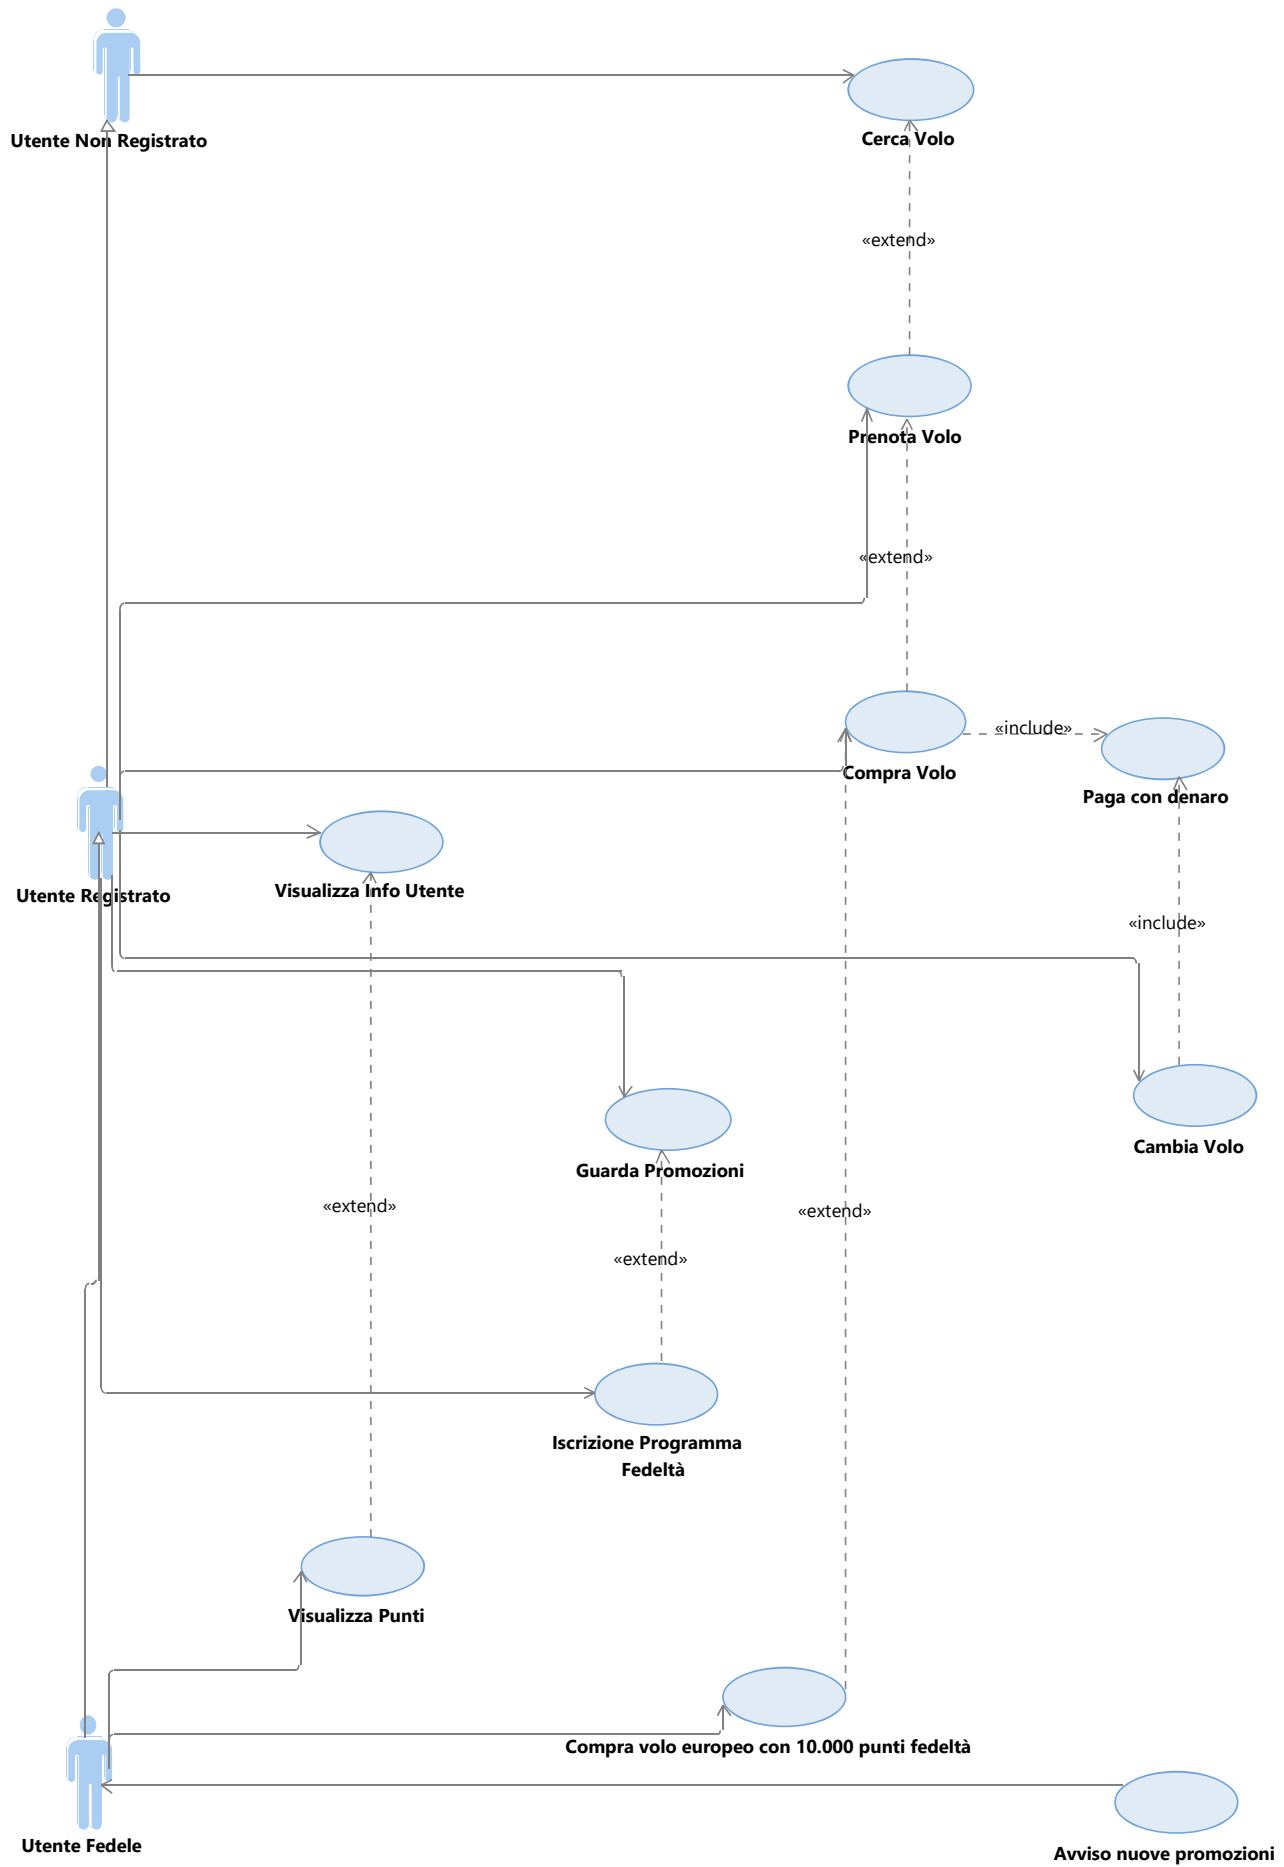 Utente Non Registrato
Cerca Volo
«extend»
Prenota Volo
«extend»
«include»
Compra Volo
Paga con denaro
Utente Registrato
Visualizza Info Utente
«include»
Cambia Volo
Guarda Promozioni
«extend»
«extend»
«extend»
Iscrizione Programma
Fedeltà
Visualizza Punti
Compra volo europeo con 10.000 punti fedeltà
Utente Fedele
Avviso nuove promozioni